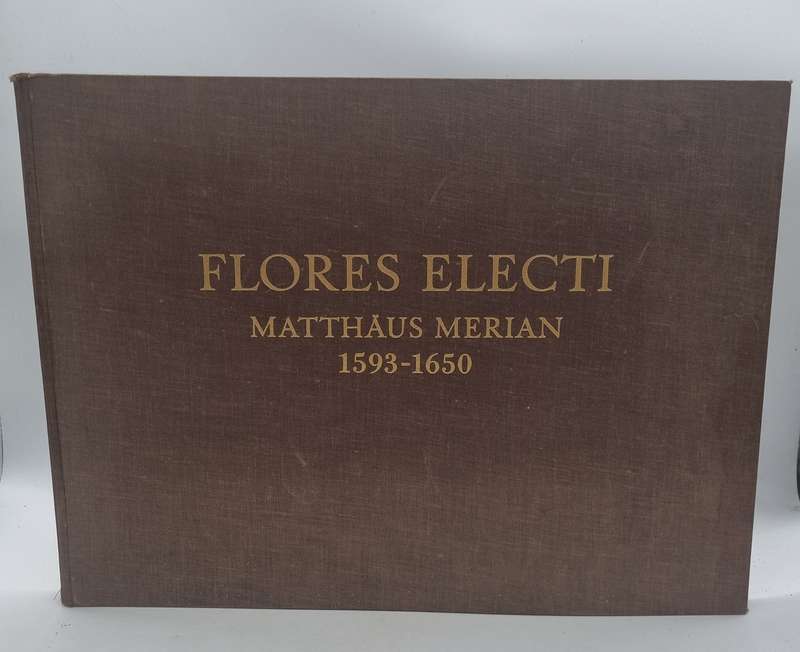 FLORES ELECTI
MATTHÄUS MERIAN
1593-1650